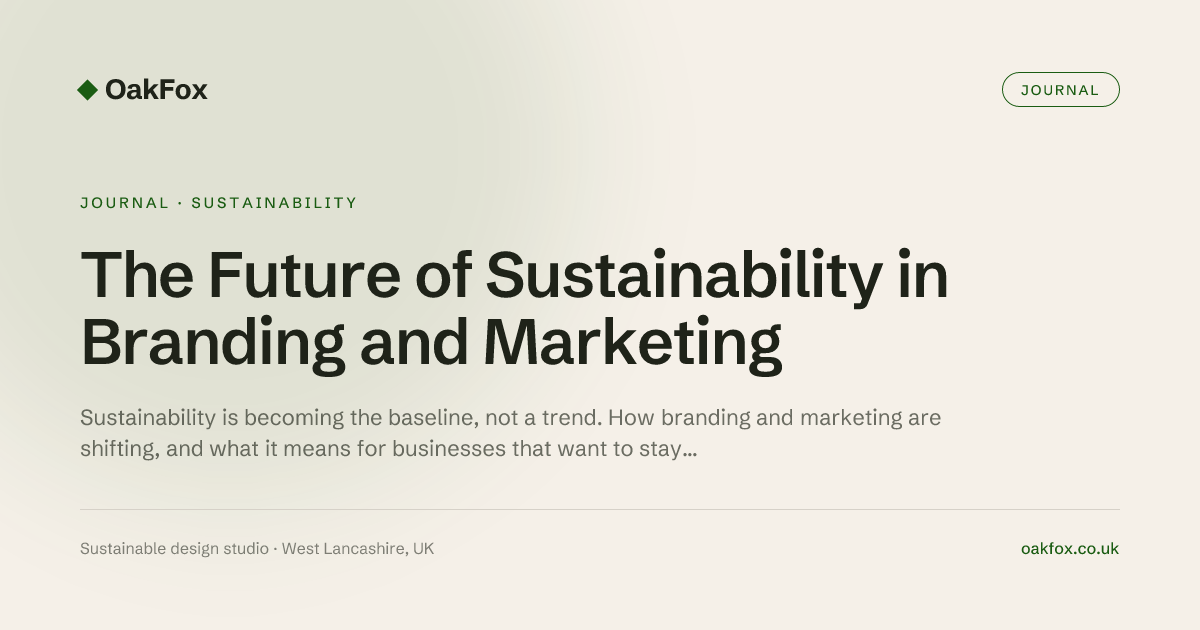 OakFox
JOURNAL
JOURNAL · SUSTAINABILITY
The Future of Sustainability in
Branding and Marketing
Sustainability is becoming the baseline, not a trend. How branding and marketing are
shifting, and what it means for businesses that want to stay...
Sustainable design studio · West Lancashire, UK
oakfox.co.uk